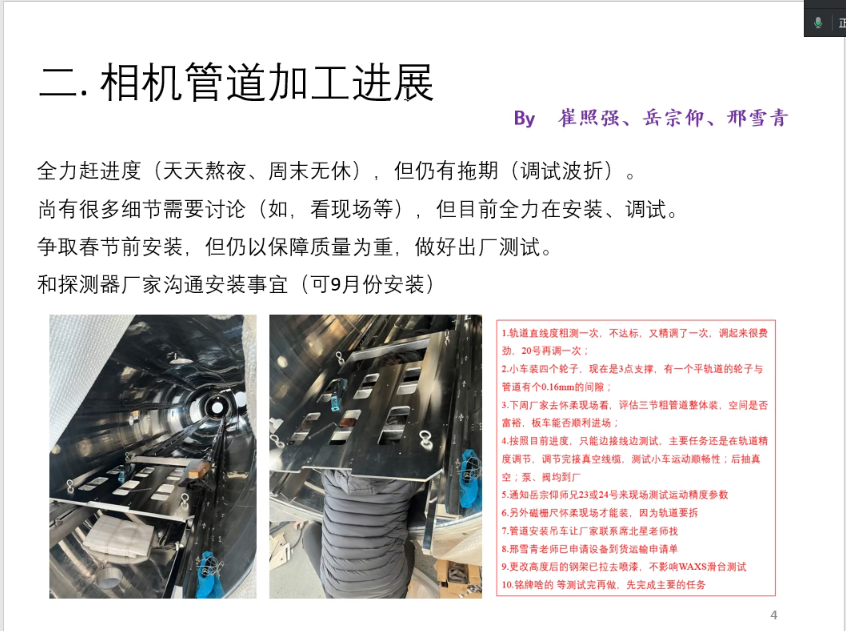 正
二. 相机管道加工进展
By 崔照强、岳宗仰、邢雪青
全力赶进度（天天熬夜、周末无休），但仍有拖期（调试波折）。
尚有很多细节需要讨论（如，看现场等），但目前全力在安装、调试。
争取春节前安装，但仍以保障质量为重，做好出厂测试。
和探测器厂家沟通安装事宜（可9月份安装）
1.轨道直线度粗测一次，不达标，又精调了一次，调起来很费
劲，20号再调一次；
2.小车装四个轮子，现在是3点支撑，有一个平轨道的轮子与
管道有个0.16mm的间隙；
3.下周厂家去怀柔现场看，评估三节粗管道整体装，空间是否
富裕，板车能否顺利进场；
4.按照目前进度，只能边接线边测试，主要任务还是在轨道精
度调节，调节完接真空线缆，测试小车运动顺畅性；后抽真
空；泵、阀均到厂
5.通知岳宗仰师兄23或24号来现场测试运动精度参数
6.另外磁栅尺怀柔现场才能装，因为轨道要拆
7.管道安装吊车让厂家联系席北星老师找
8.邢雪青老师已申请设备到货运输申请单
9.更改高度后的钢架已拉去喷漆，不影响WAXS滑台测试
10.铭牌啥的 等测试完再做，先完成主要的任务
4